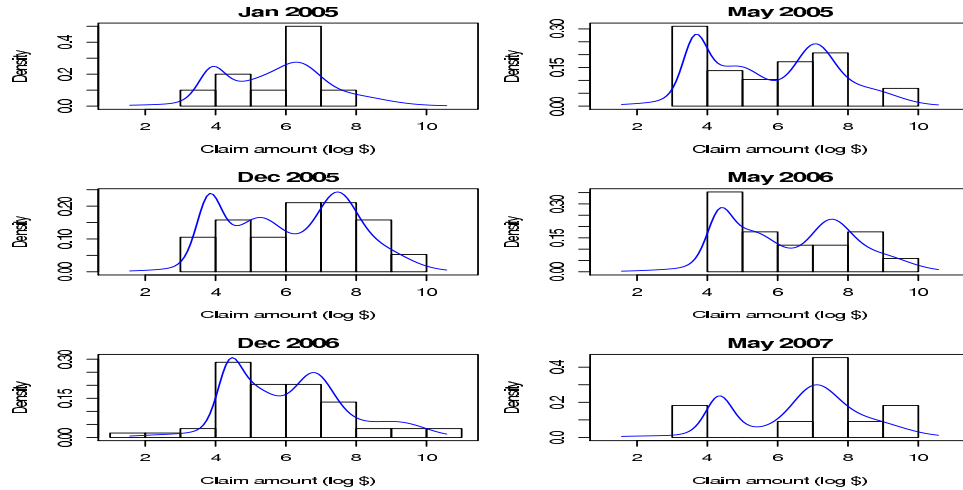 Jan 2005
Density
0.0 0.2 0.4
2 4 6 8 10
Claim amount (log $)
May 2005
Density
0.00 0.15 0.30
2 4 6 8 10
Claim amount (log $)
Dec 2005
Density
0.00 0.10 0.20
2 4 6 8 10
Claim amount (log $)
May 2006
Density
0.00 0.15 0.30
2 4 6 8 10
Claim amount (log $)
Dec 2006
Density
0.00 0.15 0.30
2 4 6 8 10
Claim amount (log $)
May 2007
Density
0.0 0.2 0.4
2 4 6 8 10
Claim amount (log $)